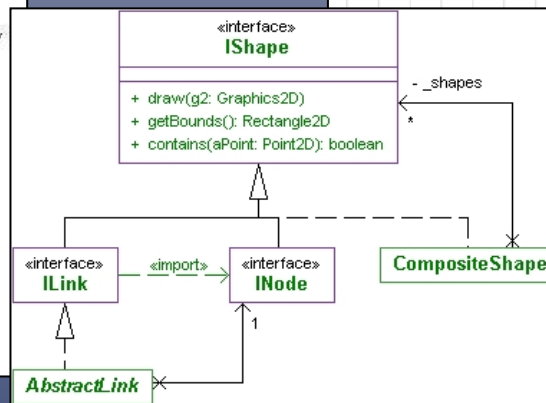 «interface»
IShape
+ draw(g2: Graphics2D)
+ getBounds(): Rectangle2D
+ contains(aPoint: Point2D): boolean
- _shapes
*
«interface»
ILink
«import»
«interface»
INode
CompositeShape
1
AbstractLink